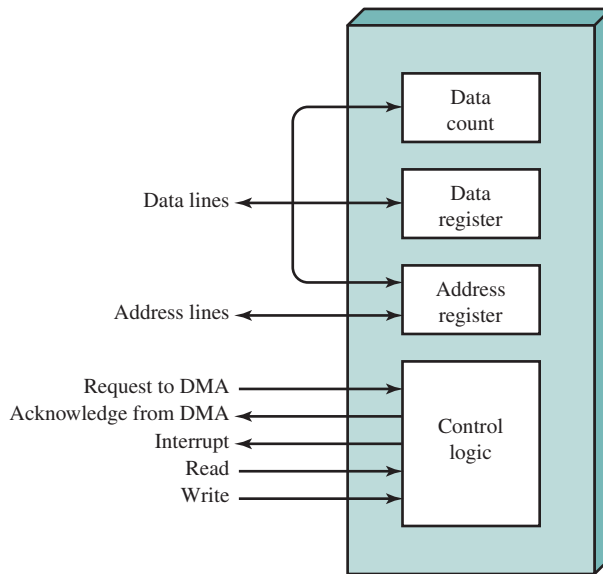 Data
count
Data lines
Data
register
Address
register
Address lines
Request to DMA
Acknowledge from DMA
Interrupt
Read
Write
Control
logic